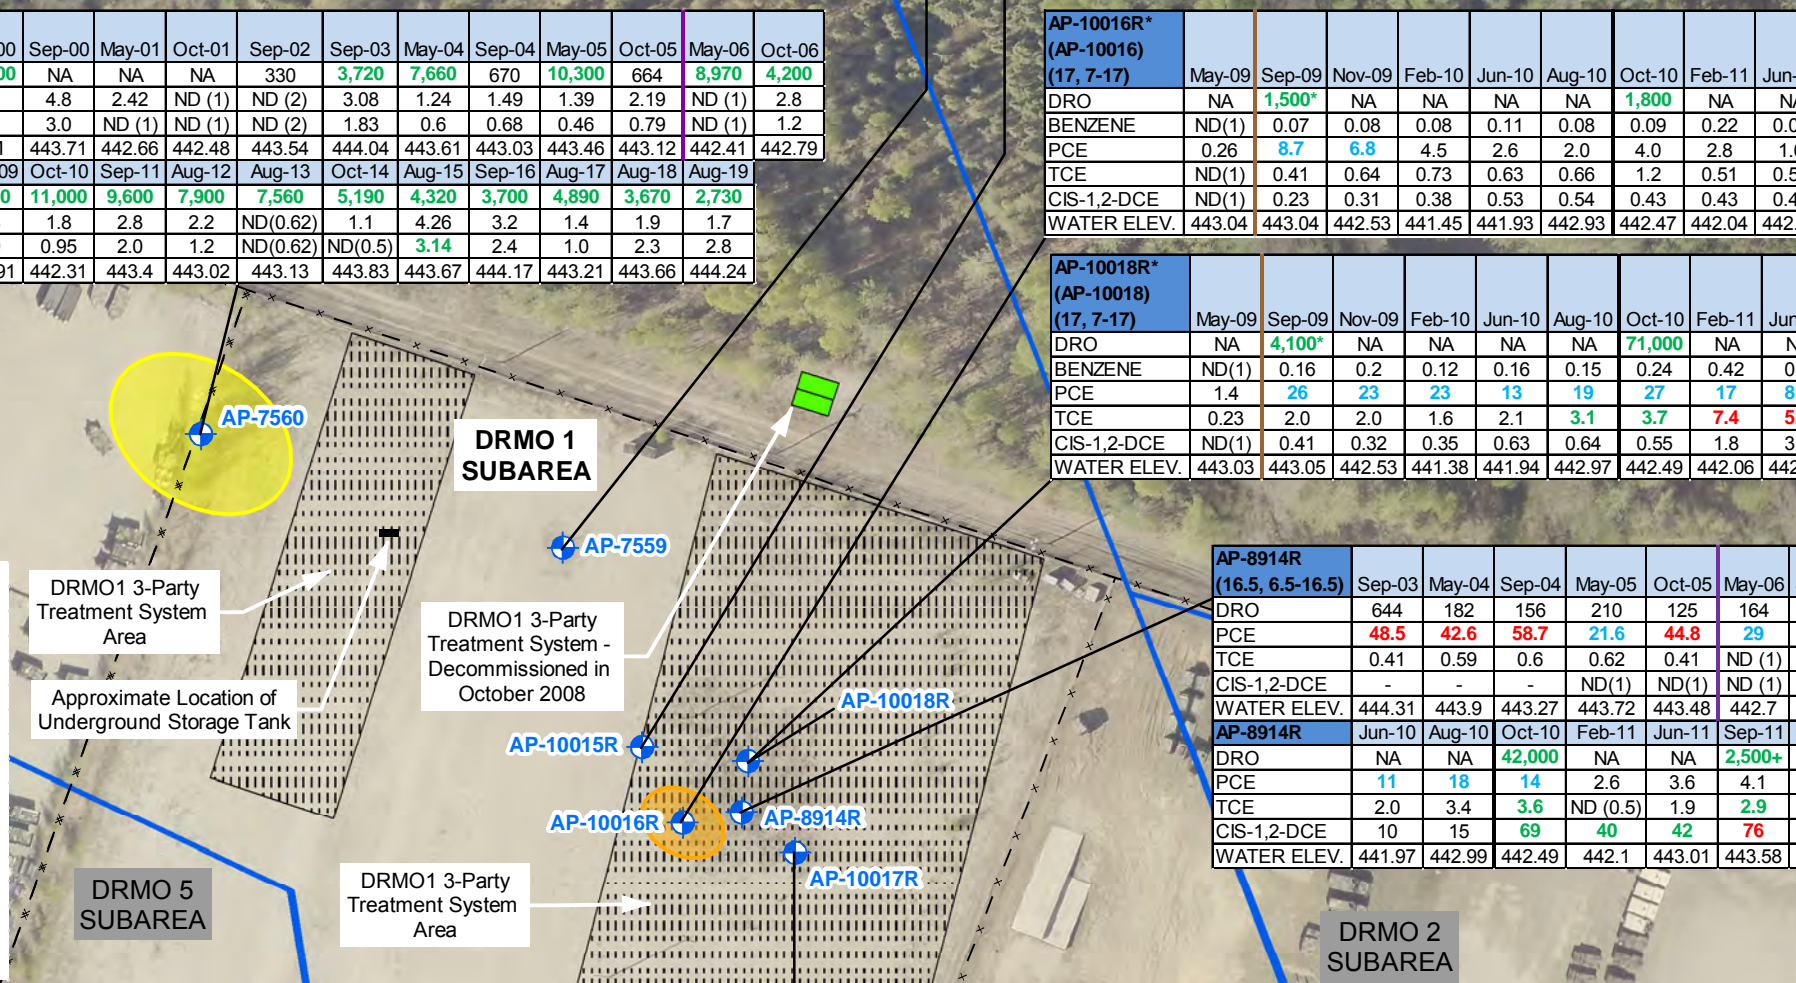 00 Sep-00 May-01 Oct-01 Sep-02 Sep-03 May-04 Sep-04 May-05 Oct-05 May-06 Oct-06
00 NA NA NA 330 3,720 7,660 670 10,300 664 8,970 4,200
4.8 2.42 ND (1) ND (2) 3.08 1.24 1.49 1.39 2.19 ND (1) 2.8
3.0 ND (1) ND (1) ND (2) 1.83 0.6 0.68 0.46 0.79 ND (1) 1.2
443.71 442.66 442.48 443.54 444.04 443.61 443.03 443.46 443.12 442.41 442.79
09 Oct-10 Sep-11 Aug-12 Aug-13 Oct-14 Aug-15 Sep-16 Aug-17 Aug-18 Aug-19
0 11,000 9,600 7,900 7,560 5,190 4,320 3,700 4,890 3,670 2,730
1.8 2.8 2.2 ND(0.62) 1.1 4.26 3.2 1.4 1.9 1.7
0.95 2.0 1.2 ND(0.62) ND(0.5) 3.14 2.4 1.0 2.3 2.8
91 442.31 443.4 443.02 443.13 443.83 443.67 444.17 443.21 443.66 444.24
AP-10016R*
(AP-10016)
(17, 7-17) May-09 Sep-09 Nov-09 Feb-10 Jun-10 Aug-10 Oct-10 Feb-11 Jun-
DRO NA 1,500* NA NA NA NA 1,800 NA NA
BENZENE ND(1) 0.07 0.08 0.08 0.11 0.08 0.09 0.22 0.0
PCE 0.26 8.7 6.8 4.5 2.6 2.0 4.0 2.8 1.
TCE ND(1) 0.41 0.64 0.73 0.63 0.66 1.2 0.51 0.5
CIS-1,2-DCE ND(1) 0.23 0.31 0.38 0.53 0.54 0.43 0.43 0.4
WATER ELEV. 443.04 443.04 442.53 441.45 441.93 442.93 442.47 442.04 442.
AP-10018R*
(AP-10018)
(17, 7-17) May-09 Sep-09 Nov-09 Feb-10 Jun-10 Aug-10 Oct-10 Feb-11 Jun
DRO NA 4,100* NA NA NA NA 71,000 NA N
BENZENE ND(1) 0.16 0.2 0.12 0.16 0.15 0.24 0.42 0.
PCE 1.4 26 23 23 13 19 27 17 8
TCE 0.23 2.0 2.0 1.6 2.1 3.1 3.7 7.4 5.
CIS-1,2-DCE ND(1) 0.41 0.32 0.35 0.63 0.64 0.55 1.8 3
WATER ELEV. 443.03 443.05 442.53 441.38 441.94 442.97 442.49 442.06 442
AP-7560
DRMO 1
SUBAREA
AP-7559
DRMO1 3-Party
Treatment System
Area
DRMO1 3-Party
Treatment System -
Decommissioned in
October 2008
Approximate Location of
Underground Storage Tank
AP-8914R
(16.5, 6.5-16.5) Sep-03 May-04 Sep-04 May-05 Oct-05 May-06
DRO 644 182 156 210 125 164
PCE 48.5 42.6 58.7 21.6 44.8 29
TCE 0.41 0.59 0.6 0.62 0.41 ND (1)
CIS-1,2-DCE - - - ND(1) ND(1) ND (1)
WATER ELEV. 444.31 443.9 443.27 443.72 443.48 442.7
AP-8914R Jun-10 Aug-10 Oct-10 Feb-11 Jun-11 Sep-11
DRO NA NA 42,000 NA NA 2,500+
PCE 11 18 14 2.6 3.6 4.1
TCE 2.0 3.4 3.6 ND (0.5) 1.9 2.9
CIS-1,2-DCE 10 15 69 40 42 76
WATER ELEV. 441.97 442.99 442.49 442.1 443.01 443.58
AP-10018R
AP-10015R
AP-10016R
AP-8914R
AP-10017R
DRMO 5
SUBAREA
DRMO1 3-Party
Treatment System
Area
DRMO 2
SUBAREA